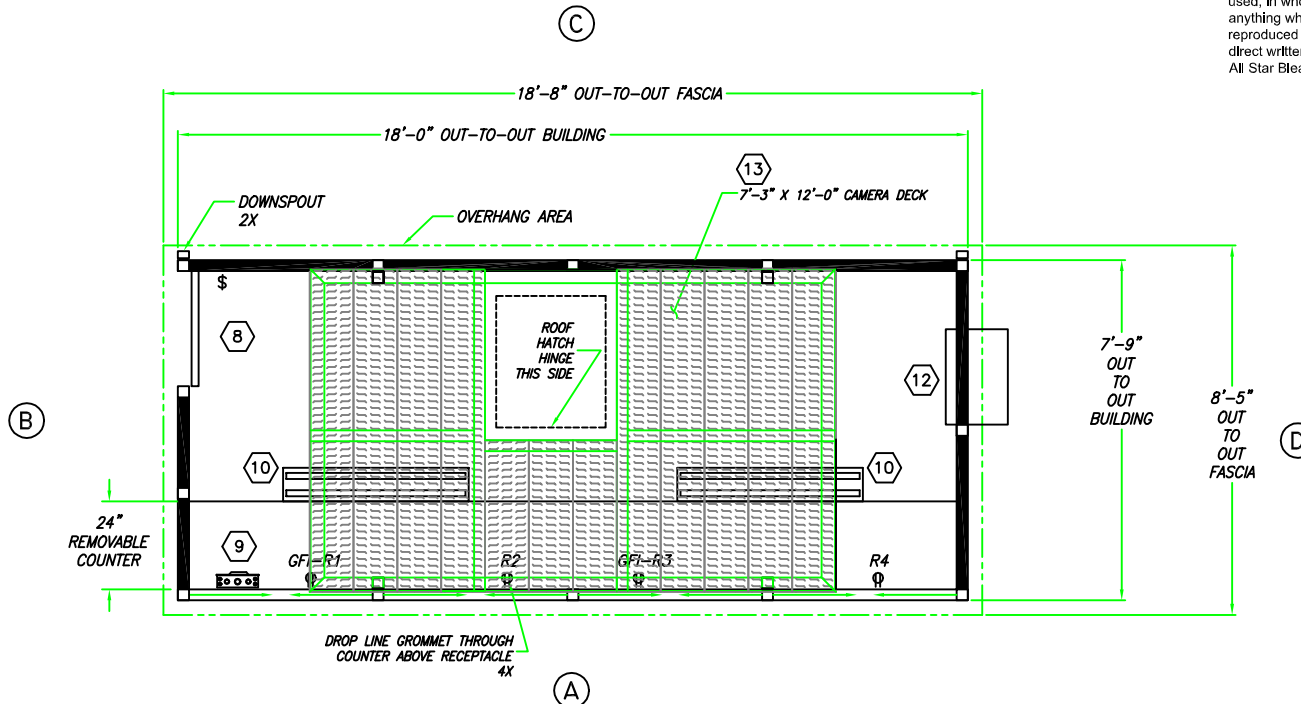 used, in who
anything wh
reproduced
direct written
All Star Blea
C
18'-8" OUT-TO-OUT FASCIA
18'-0" OUT-TO-OUT BUILDING
13
7'-3" X 12'-0" CAMERA DECK
DOWNSPOUT
2X
OVERHANG AREA
$
8
ROOF
HATCH
HINGE
THIS SIDE
12
7'-9"
OUT
TO
OUT
BUILDING
8'-5"
OUT
TO
OUT
FASCIA
B
D
10
10
24"
REMOVABLE
COUNTER
9
GFI-R1
R2
GFI-R3
R4
DROP LINE GROMMET THROUGH
COUNTER ABOVE RECEPTACLE
4X
A